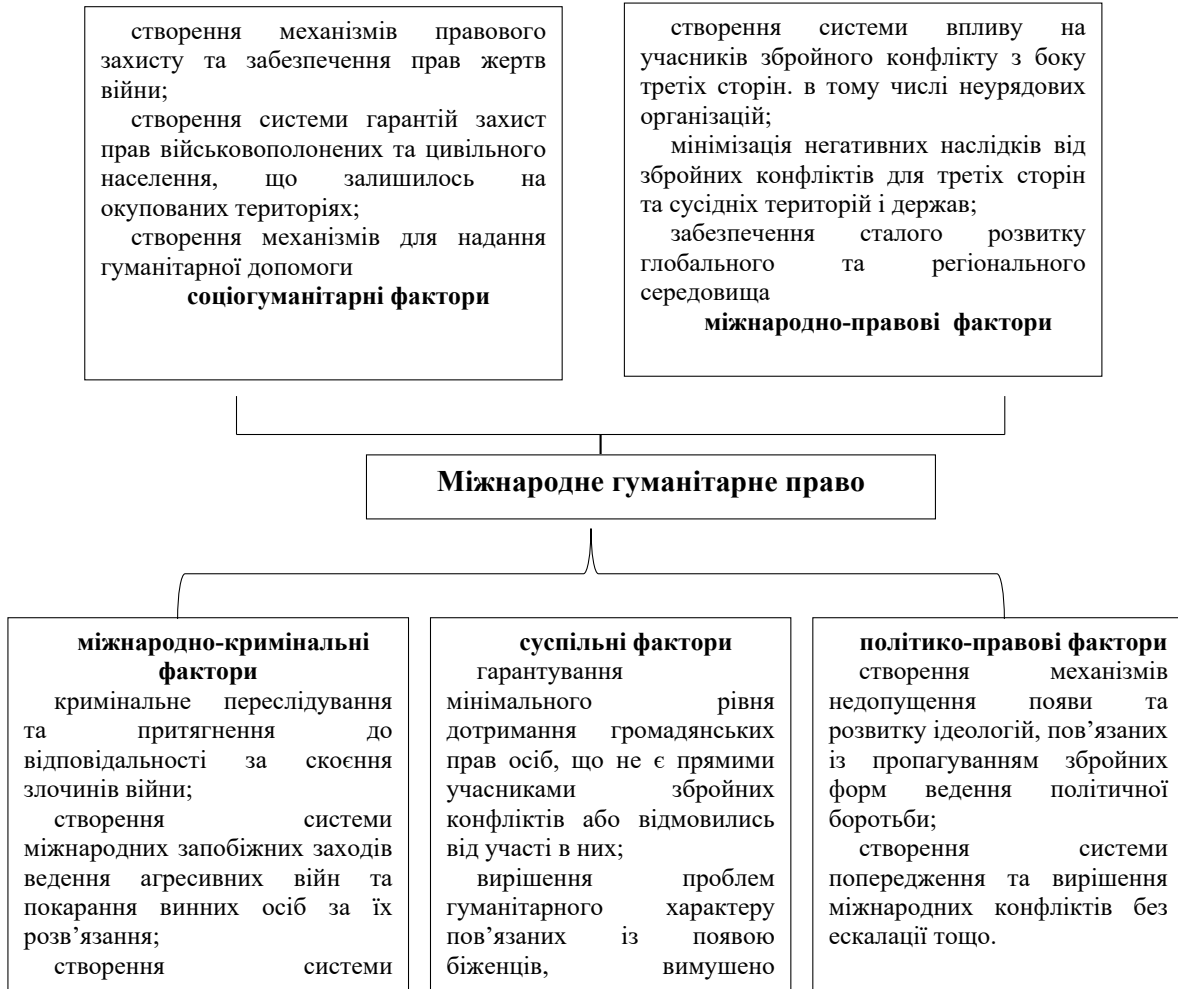 створення механізмів правового
захисту та забезпечення прав жертв
війни;
створення системи гарантій захист
прав військовополонених та цивільного
населення, що залишилось на
окупованих територіях;
створення механізмів для надання
гуманітарної допомоги
соціогуманітарні фактори
створення системи впливу на
учасників збройного конфлікту з боку
третіх сторін. в тому числі неурядових
організацій;
мінімізація негативних наслідків від
збройних конфліктів для третіх сторін
та сусідніх територій і держав;
забезпечення сталого розвитку
глобального та регіонального
середовища
міжнародно-правові фактори
Міжнародне гуманітарне право
міжнародно-кримінальні
фактори
кримінальне переслідування
та притягнення до
відповідальності за скоєння
злочинів війни;
створення системи
міжнародних запобіжних заходів
ведення агресивних війн та
покарання винних осіб за їх
розв’язання;
створення системи
суспільні фактори
гарантування
мінімального рівня
дотримання громадянських
прав осіб, що не є прямими
учасниками збройних
конфліктів або відмовились
від участі в них;
вирішення проблем
гуманітарного характеру
пов’язаних із появою
біженців, вимушено
політико-правові фактори
створення механізмів
недопущення появи та
розвитку ідеологій, пов’язаних
із пропагуванням збройних
форм ведення політичної
боротьби;
створення системи
попередження та вирішення
міжнародних конфліктів без
ескалації тощо.